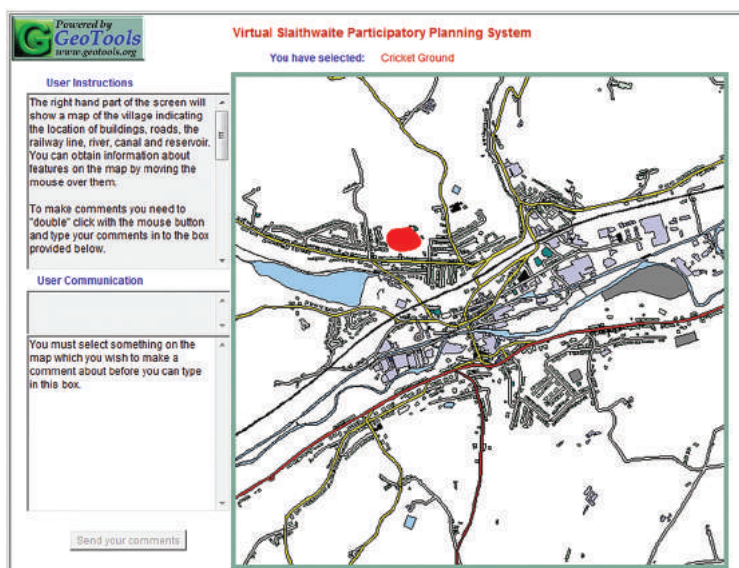 Powered by
GeoTools
www.geotools.org
Virtual Slaithwaite Participatory Planning System
You have selected: Cricket Ground
User Instructions
The right hand part of the screen will
show a map of the village indicating
the location of buildings, roads, the
railway line, river, canal and reservoir.
You can obtain information about
features on the map by moving the
mouse over them.
To make comments you need to
"double" click with the mouse button
and type your comments in to the box
provided below.
User Communication
You must select something on the
map which you wish to make a
comment about before you can type
in this box.
Send your comments